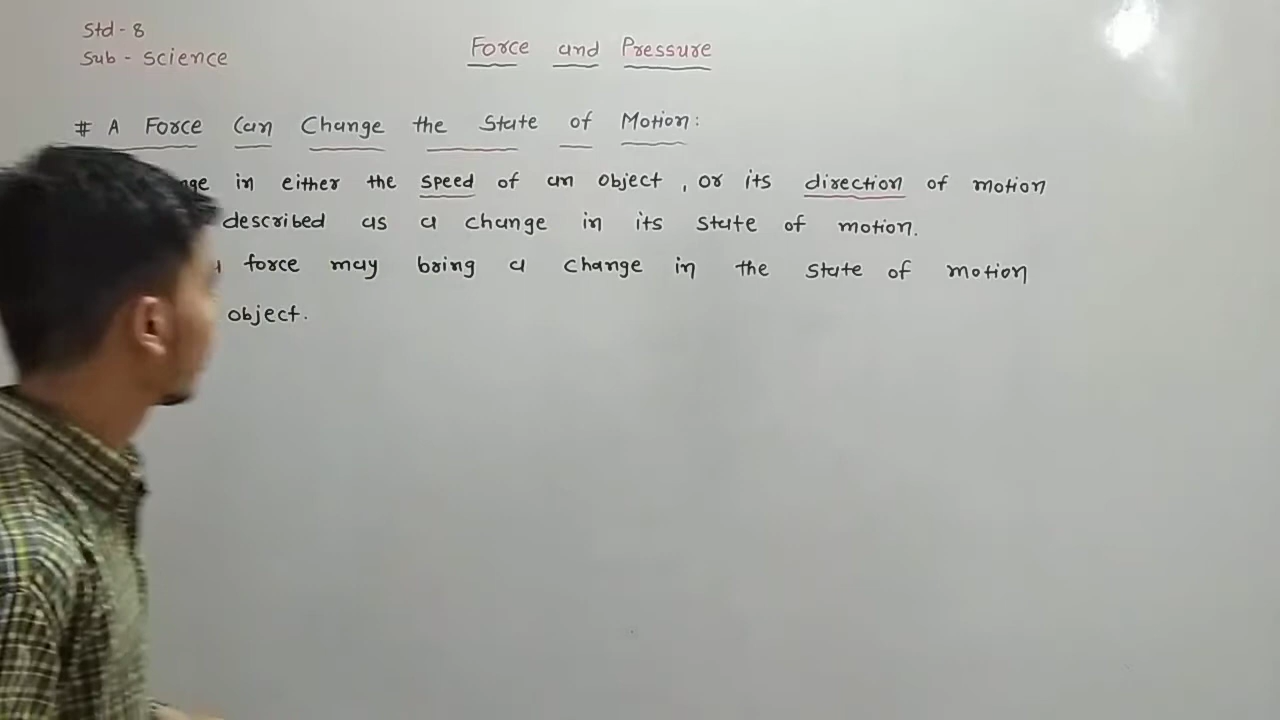 Std - 8
Sub - Science
Force and Pressure
# A Force Can Change the State of Motion:
in either the speed of an object , or its direction of motion
described as a change in its state of motion.
force may bring a change in the state of motion
object.